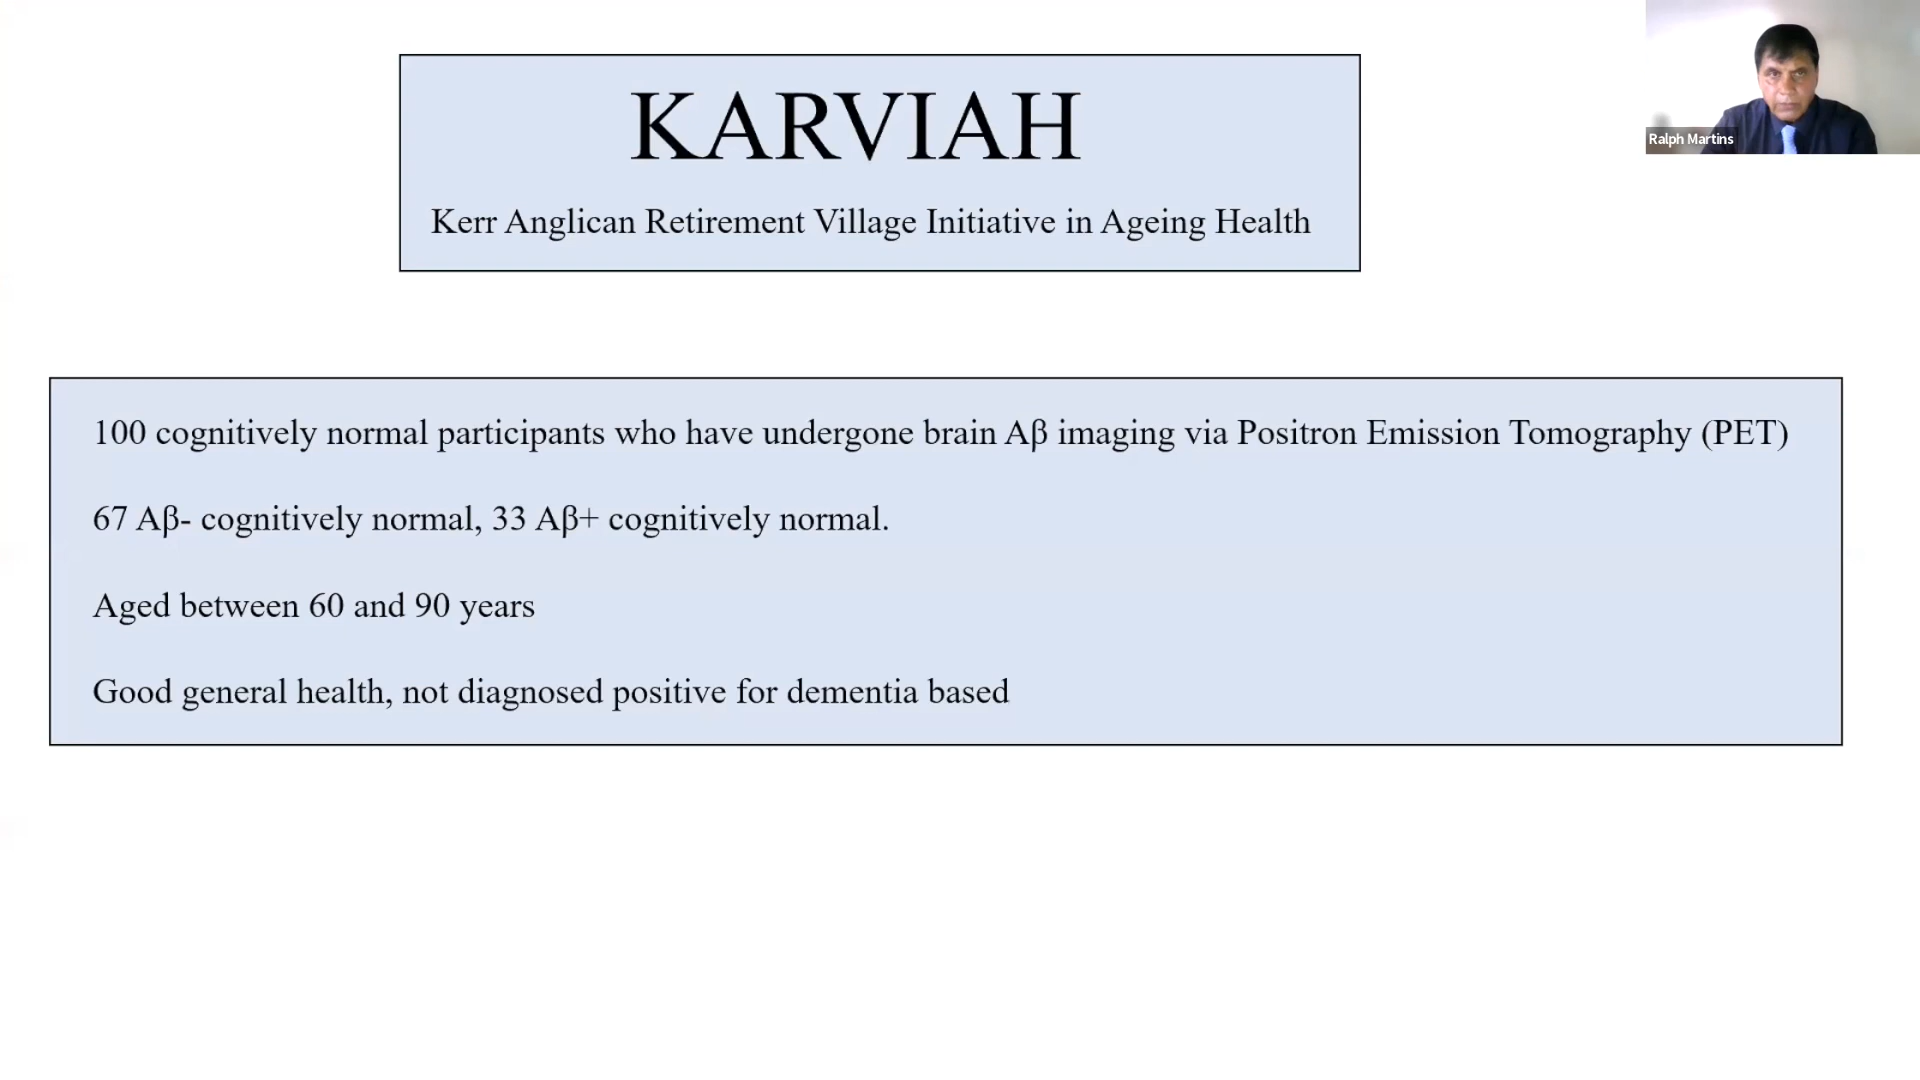 KARVIAH
Kerr Anglican Retirement Village Initiative in Ageing Health
Ralph Martins
100 cognitively normal participants who have undergone brain Aβ imaging via Positron Emission Tomography (PET)
67 Aβ- cognitively normal, 33 Aβ+ cognitively normal.
Aged between 60 and 90 years
Good general health, not diagnosed positive for dementia based